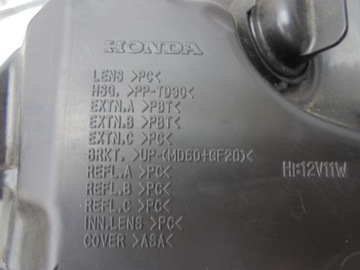 HONDA
LENS >PC<
HSG. >PP-TD30<
EXTN.A >PBT<
EXTN.B >PBT<
EXTN.C >PC<
BRKT. >UP-(MD50+GF20)<
REFL.A >PC<
REFL.B >PC<
REFL.C >PC<
INN.LENS >PC<
COVER >ASA<
H:12V11W